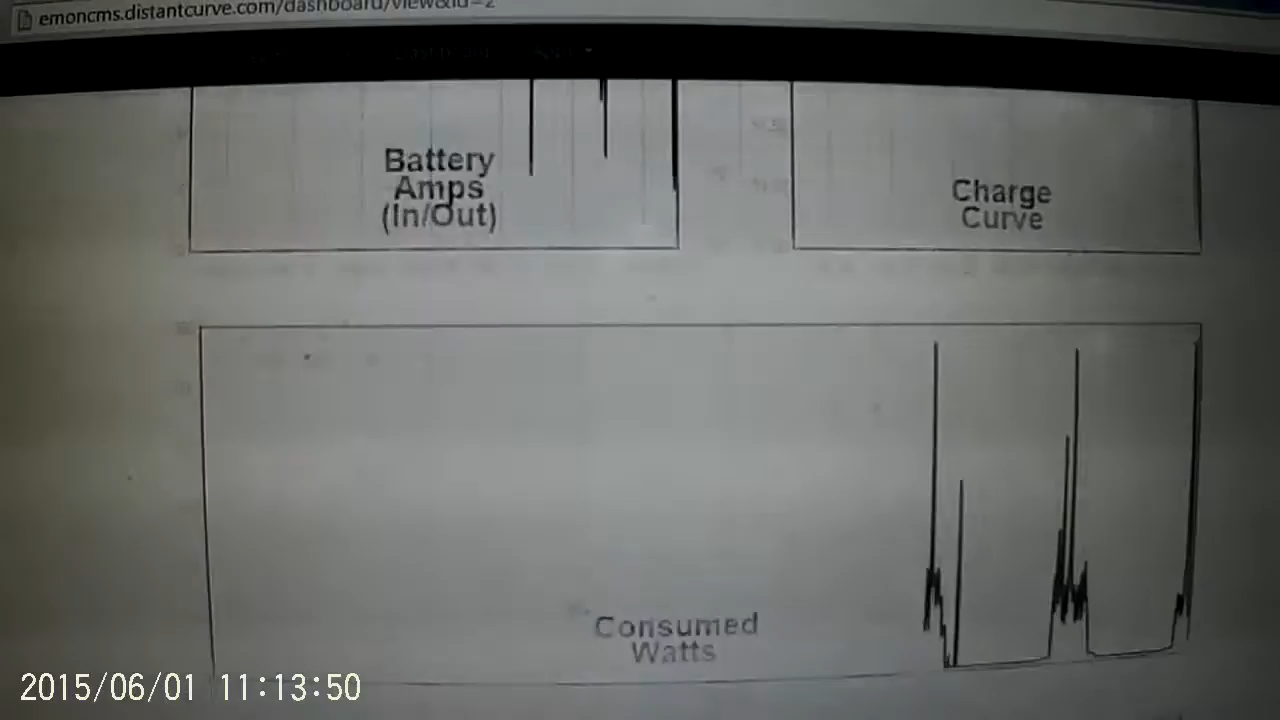 emoncms.distantcurve.com/dashboard/view&id=2
Battery
Amps
(In/Out)
Charge
Curve
Consumed
Watts
2015/06/01 11:13:50